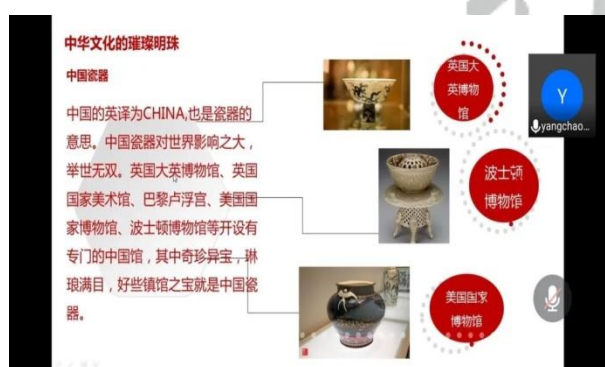 中华文化的璀璨明珠
中国瓷器
中国的英译为CHINA,也是瓷器的
意思。中国瓷器对世界影响之大，
举世无双。英国大英博物馆、英国
国家美术馆、巴黎卢浮宫、美国国
家博物馆、波士顿博物馆等开设有
专门的中国馆，其中奇珍异宝，琳
琅满目，好些镇馆之宝就是中国瓷
器。
英国大
英博物
馆
波士顿
博物馆
美国国家
博物馆
Y
yangchao...